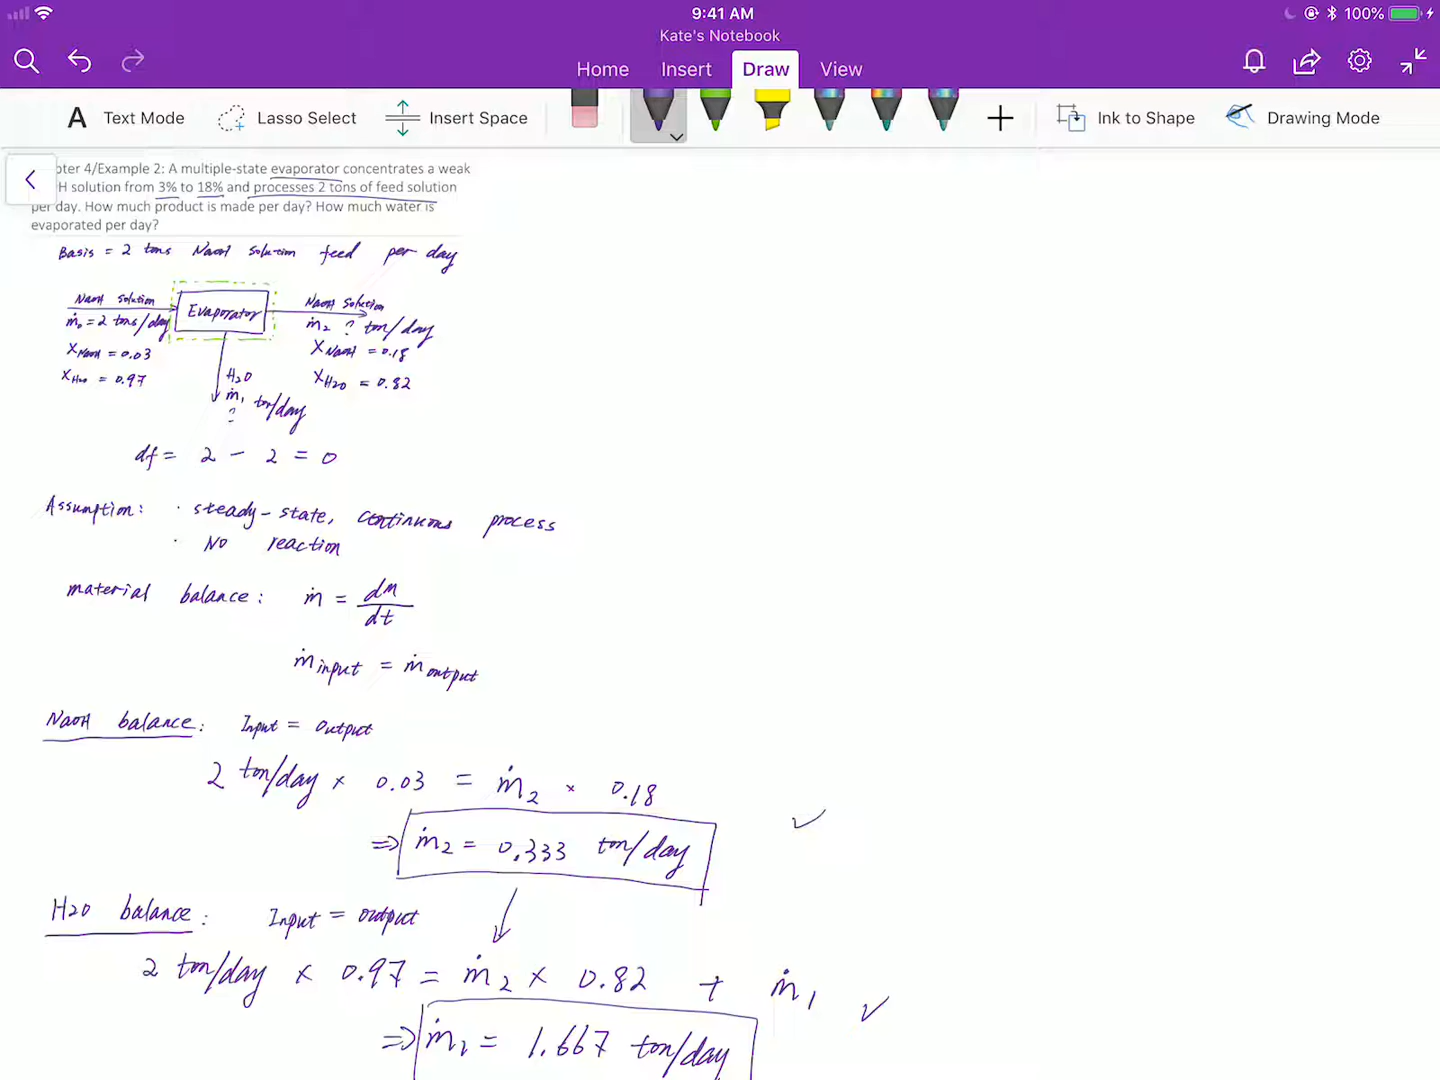 9:41 AM
100%
Kate's Notebook
Home Insert Draw View
Text Mode Lasso Select Insert Space Ink to Shape Drawing Mode
pter 4/Example 2: A multiple-state evaporator concentrates a weak
H solution from 3% to 18% and processes 2 tons of feed solution
per day. How much product is made per day? How much water is
evaporated per day?
Basis = 2 tons NaOH solution feed per day
NaOH solution
ṁ₀ = 2 tons/day
X NaOH = 0.03
X H2O = 0.97
Evaporator
NaOH solution
ṁ₂ ? ton/day
X NaOH = 0.18
X H2O = 0.82
H2O
ṁ₁ ton/day
?
df = 2 - 2 = 0
Assumption: · steady-state, continuous process
· No reaction
material balance: ṁ = dm/dt
ṁ input = ṁ output
NaOH balance: Input = Output
2 ton/day × 0.03 = ṁ₂ × 0.18
⇒ ṁ₂ = 0.333 ton/day ✓
H2O balance: Input = Output
2 ton/day × 0.97 = ṁ₂ × 0.82 + ṁ₁ ✓
⇒ ṁ₁ = 1.667 ton/day